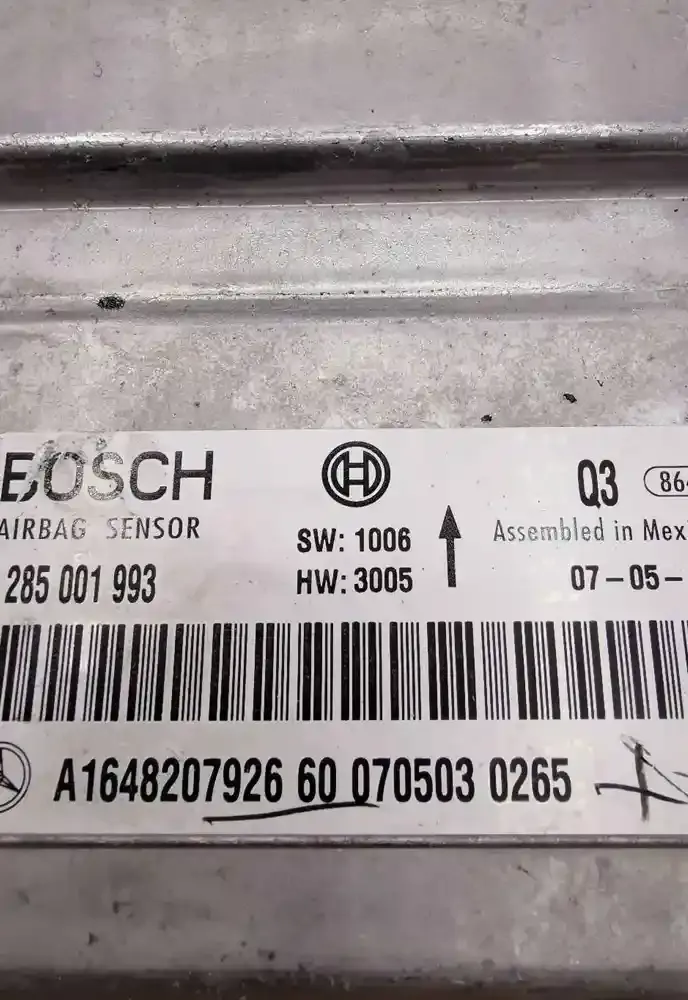 BOSCH
AIRBAG SENSOR
285 001 993
SW: 1006
HW: 3005
Q3
Assembled in Mex
07-05-
A1648207926 60 070503 0265